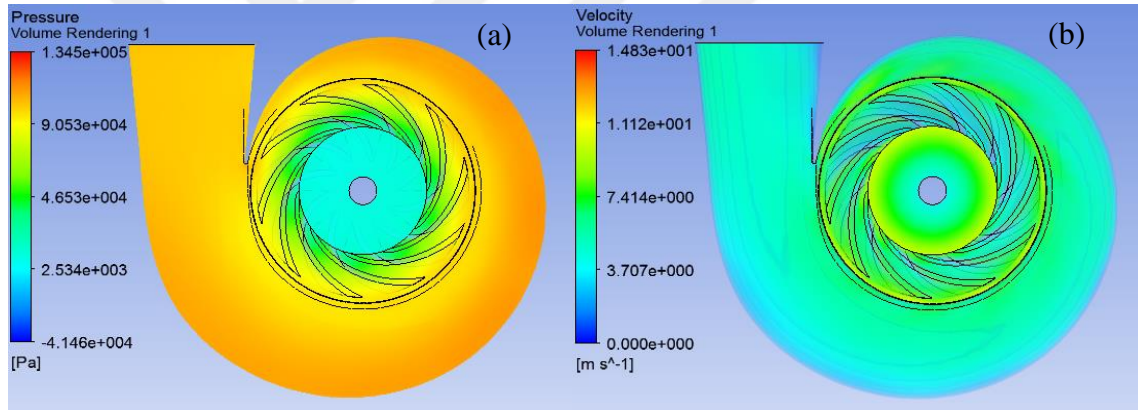 Pressure
Volume Rendering 1
1.345e+005
9.053e+004
4.653e+004
2.534e+003
-4.146e+004
[Pa]
(a)
Velocity
Volume Rendering 1
1.483e+001
1.112e+001
7.414e+000
3.707e+000
0.000e+000
[m s^-1]
(b)